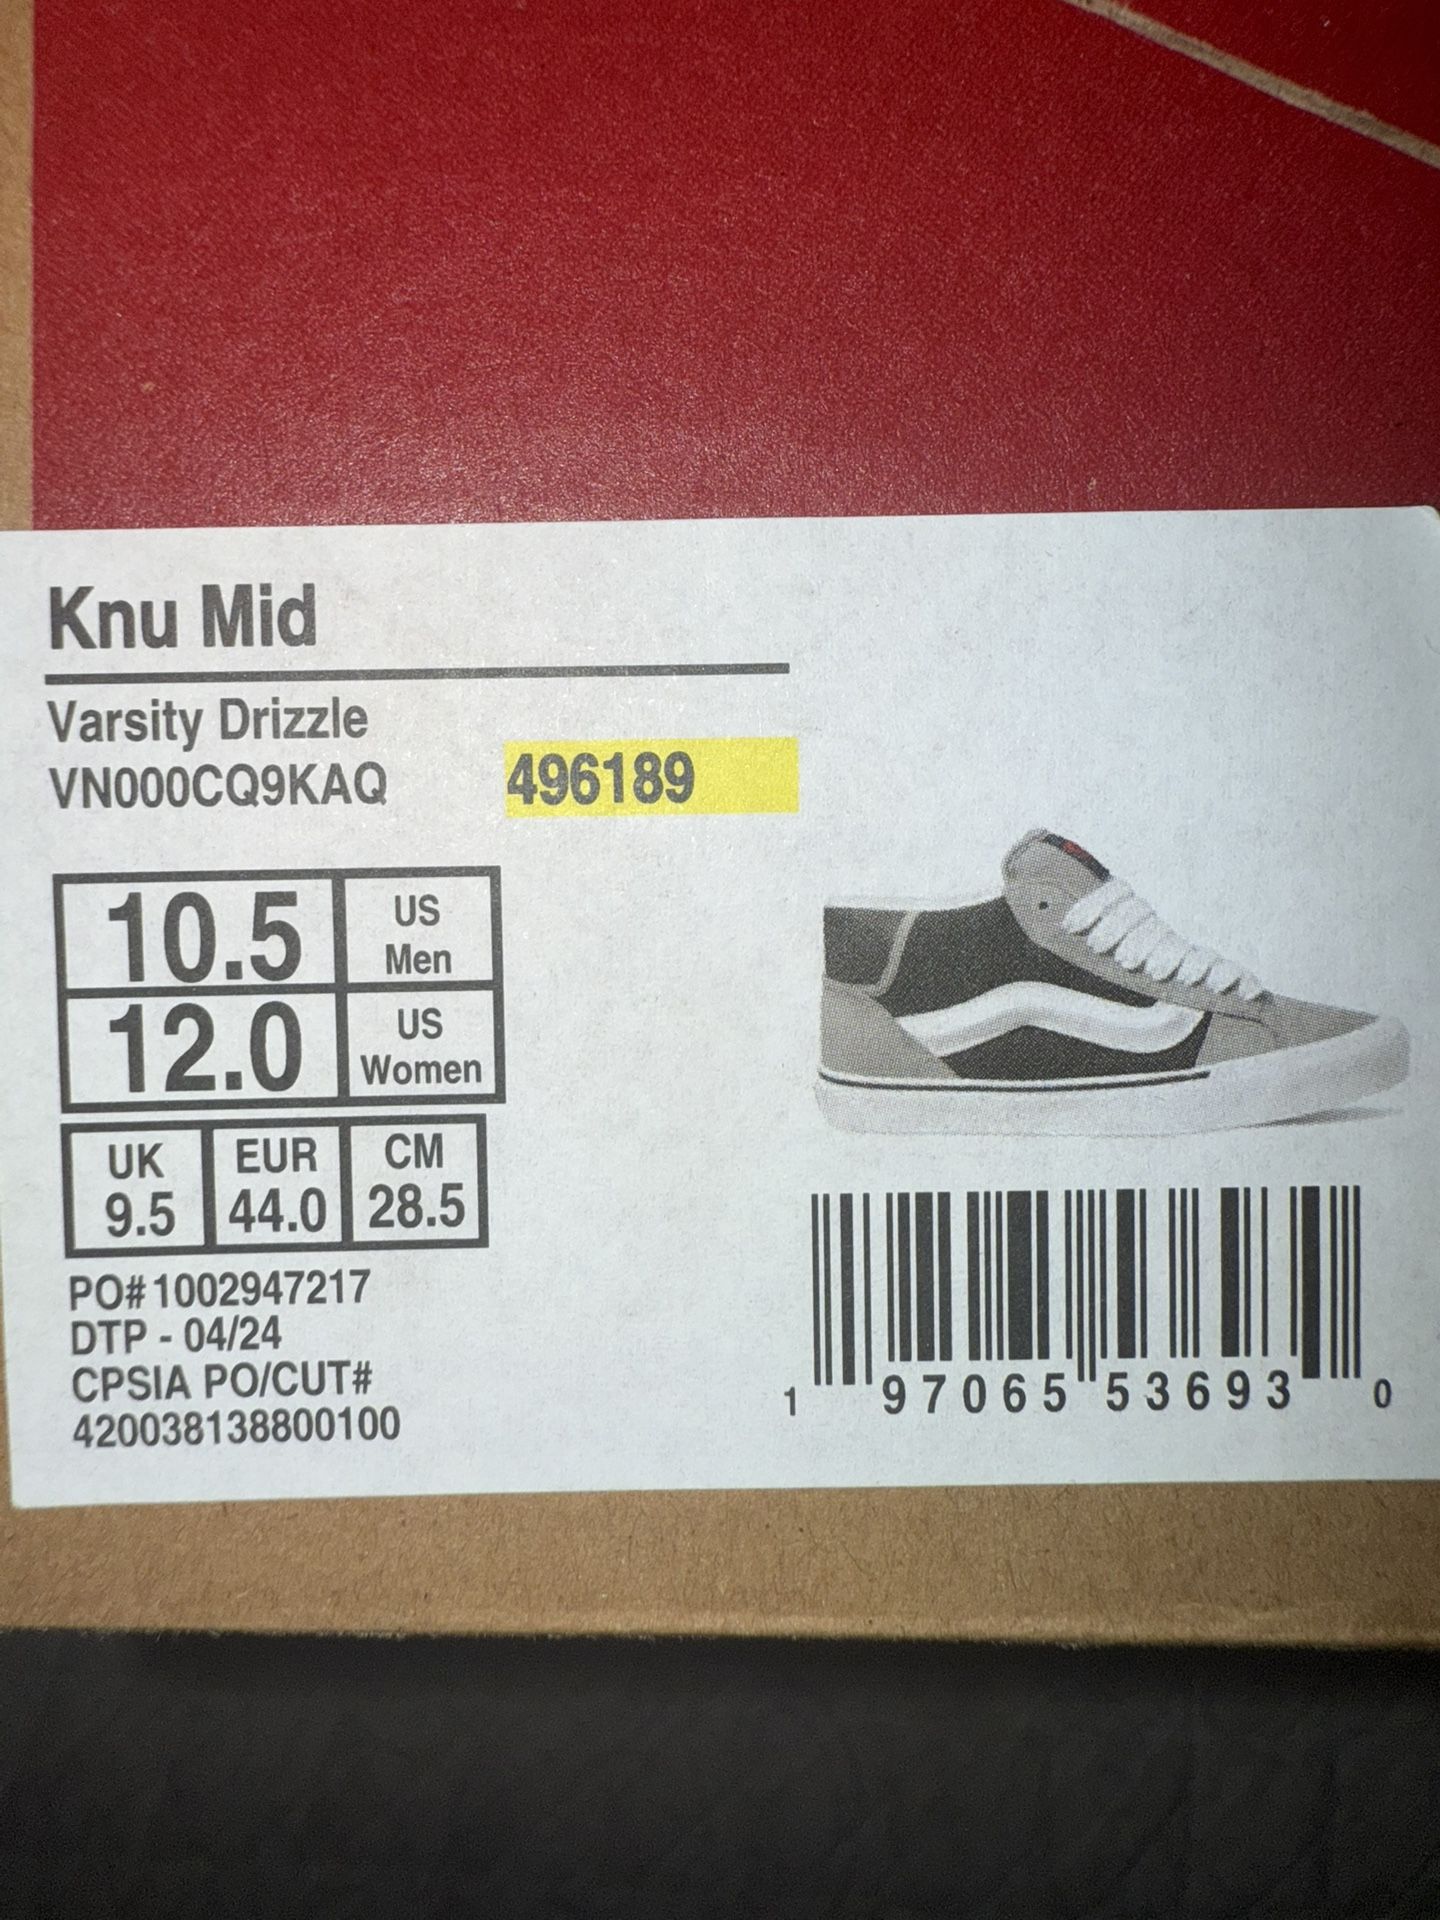 Knu Mid
Varsity Drizzle
VN000CQ9KAQ 496189
10.5 US Men
12.0 US Women
UK EUR CM
9.5 44.0 28.5
PO# 1002947217
DTP - 04/24
CPSIA PO/CUT#
420038138800100
1 97065 53693 0